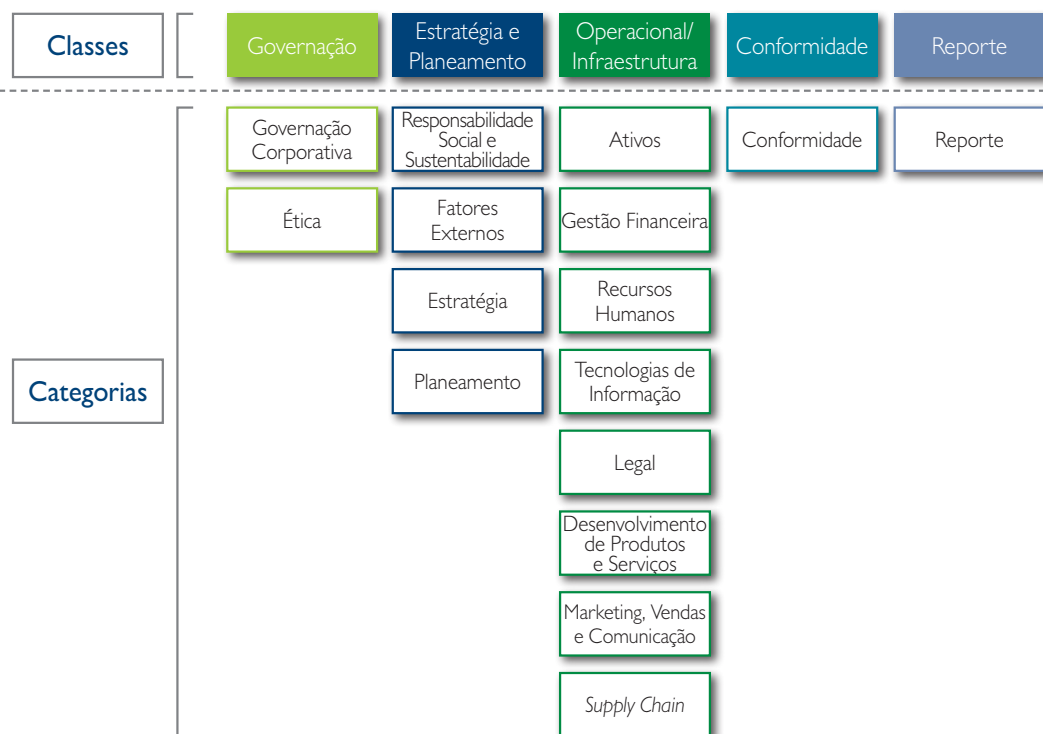 Classes
Governação
Estratégia e
Planeamento
Operacional/
Infraestrutura
Conformidade
Reporte
Governação
Corporativa
Responsabilidade
Social e
Sustentabilidade
Ativos
Conformidade
Reporte
Ética
Fatores
Externos
Gestão Financeira
Estratégia
Recursos
Humanos
Categorias
Planeamento
Tecnologias de
Informação
Legal
Desenvolvimento
de Produtos
e Serviços
Marketing, Vendas
e Comunicação
Supply Chain